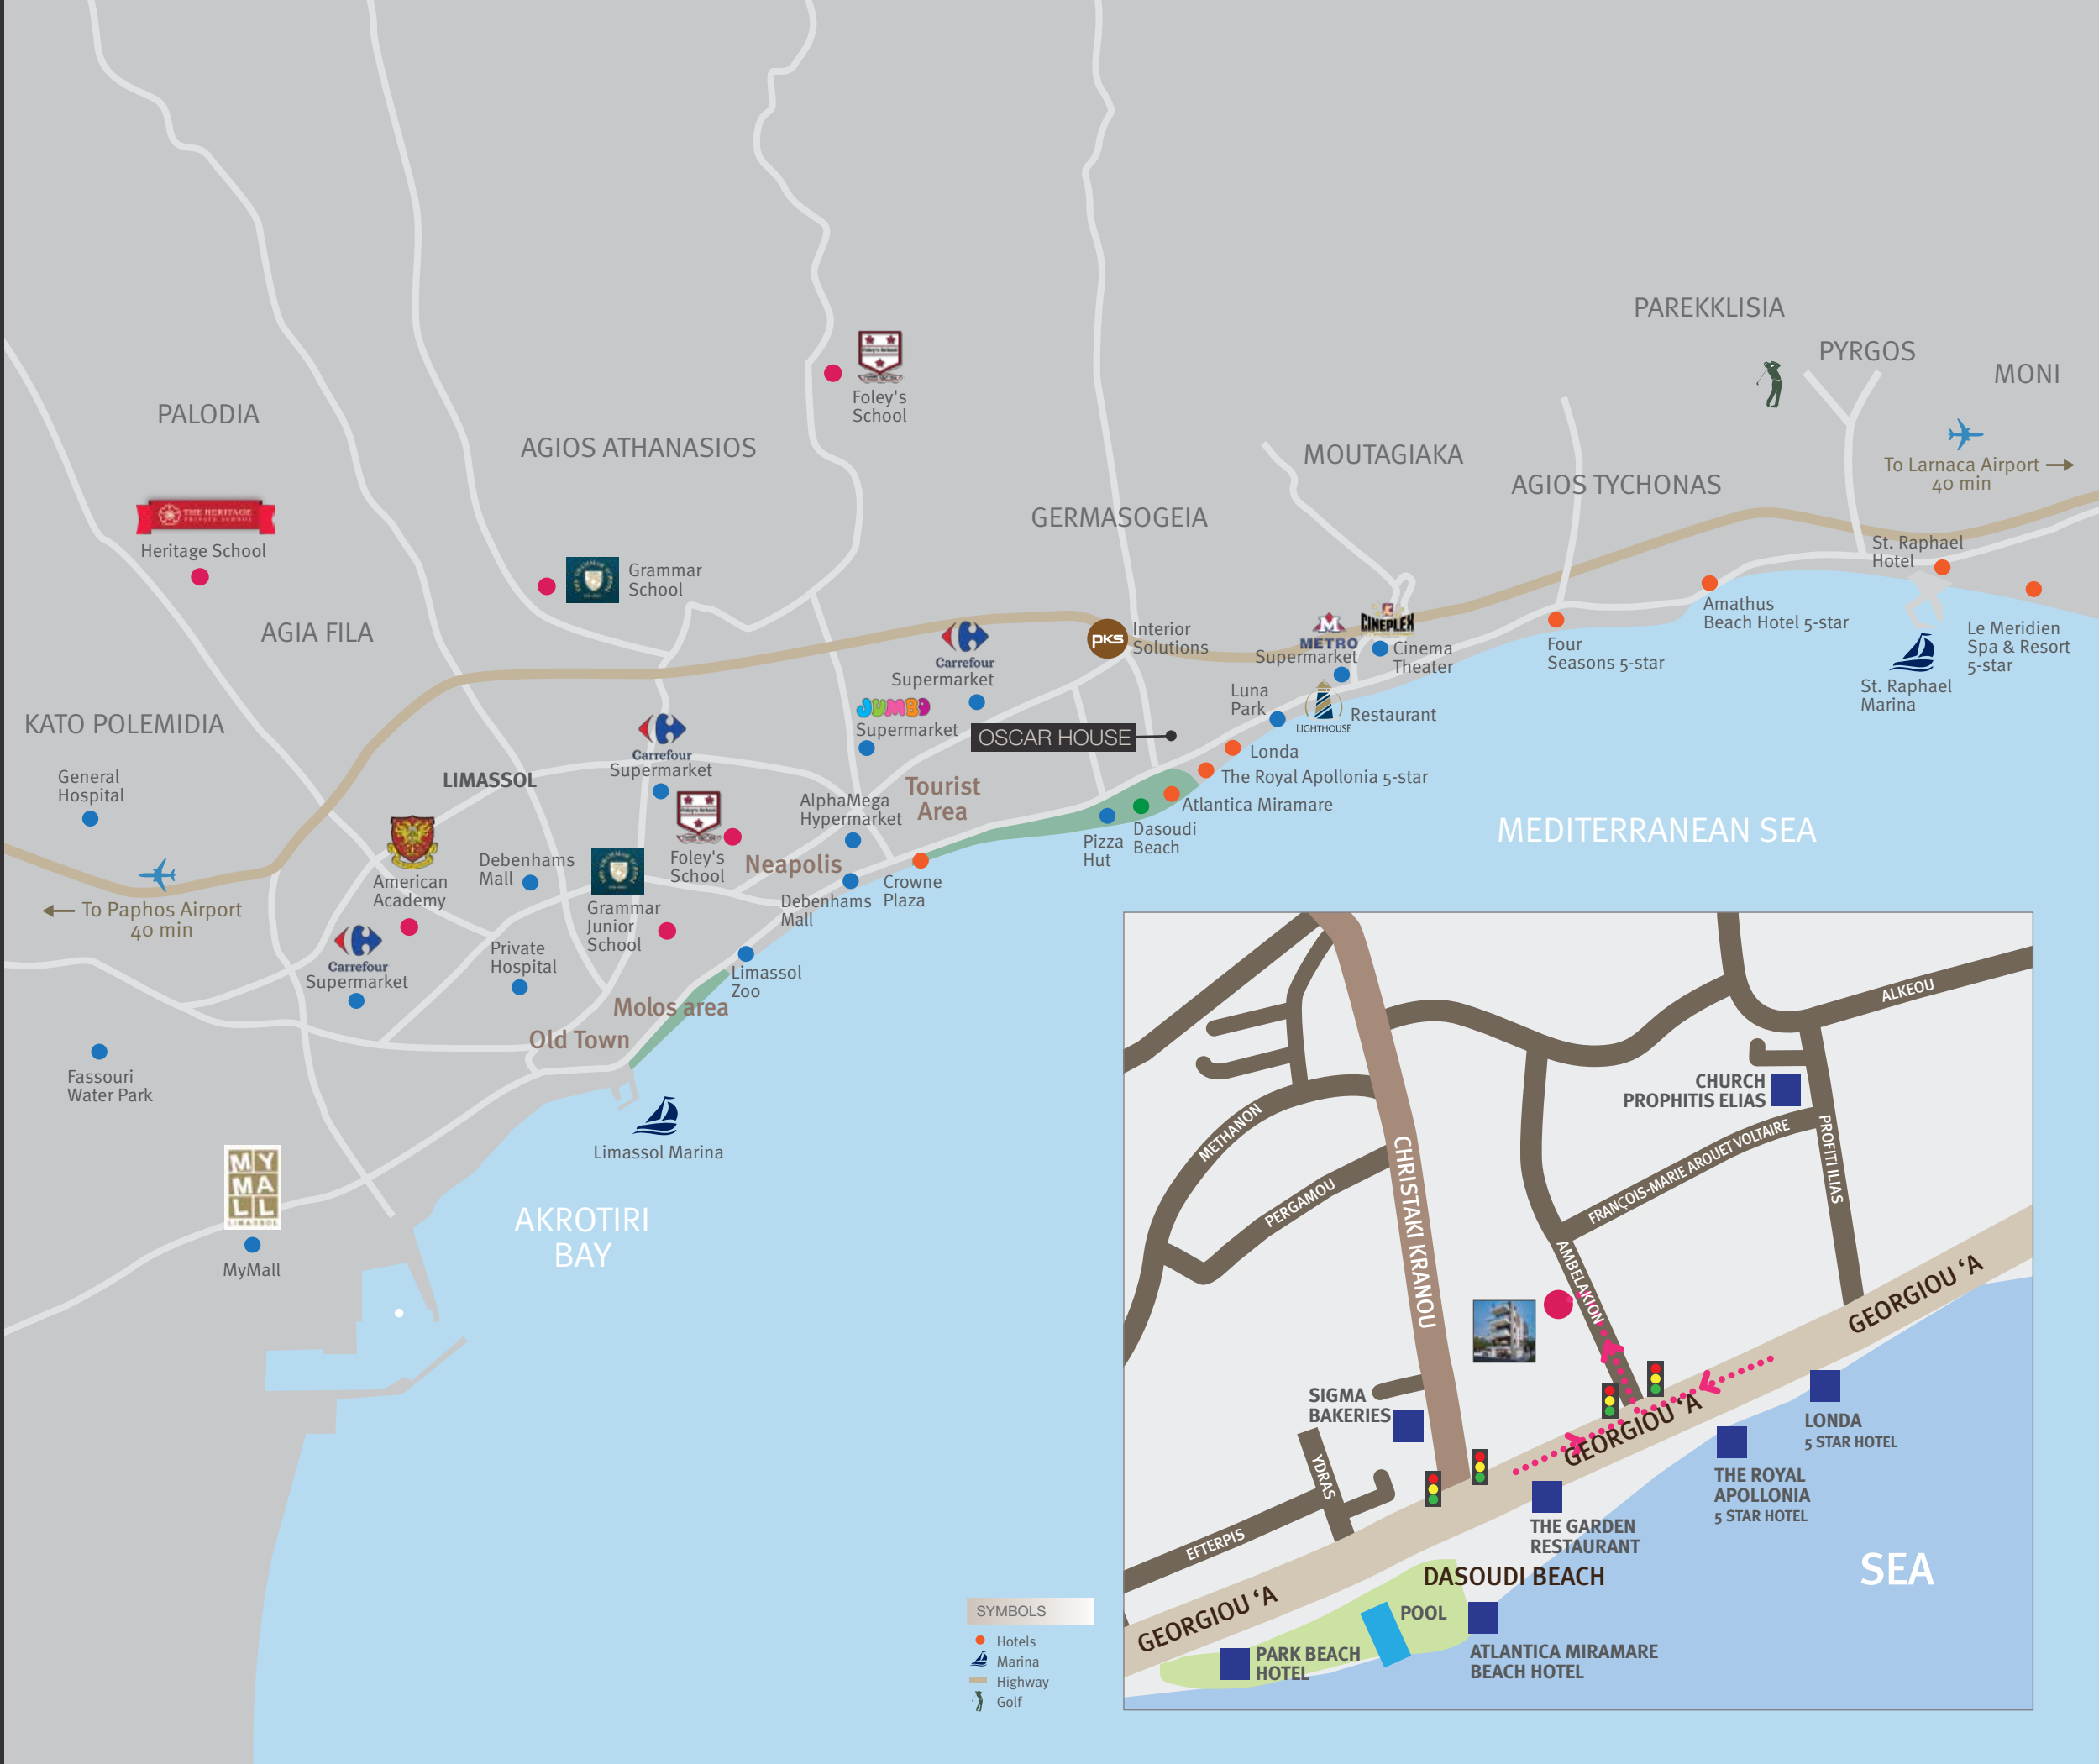 PAREKKLISIA
PYRGOS
MONI
Foley's
School
PALODIA
AGIOS ATHANASIOS
MOUTAGIAKA
AGIOS TYCHONAS
To Larnaca Airport
40 min
GERMASOGEIA
THE HERITAGE
PRIVATE SCHOOL
Heritage School
Grammar
School
St. Raphael
Hotel
AGIA FILA
Amathus
Beach Hotel 5-star
pks
Interior
Solutions
METRO
Supermarket
CINEPLEX
Cinema
Theater
Four
Seasons 5-star
Le Meridien
Spa & Resort
5-star
St. Raphael
Marina
Carrefour
Supermarket
Luna
Park
LIGHTHOUSE
Restaurant
JUMBO
Supermarket
OSCAR HOUSE
Londa
KATO POLEMIDIA
Carrefour
Supermarket
LIMASSOL
General
Hospital
Tourist
Area
The Royal Apollonia 5-star
Atlantica Miramare
AlphaMega
Hypermarket
Dasoudi
Beach
Pizza
Hut
MEDITERRANEAN SEA
Debenhams
Mall
Foley's
School
Neapolis
American
Academy
Crowne
Plaza
Debenhams
Mall
To Paphos Airport
40 min
Grammar
Junior
School
Private
Hospital
Carrefour
Supermarket
Limassol
Zoo
Molos area
Old Town
Fassouri
Water Park
Limassol Marina
MY
MA
LL
LIMASSOL
MyMall
AKROTIRI
BAY
ALKEOU
CHURCH
PROPHITIS ELIAS
METHANON
PERGAMOU
CHRISTAKI KRANOU
FRANÇOIS-MARIE AROUET VOLTAIRE
PROFITI ILIAS
AMBELAKION
GEORGIOU ‘A
SIGMA
BAKERIES
GEORGIOU ‘A
LONDA
5 STAR HOTEL
YDRAS
THE ROYAL
APOLLONIA
5 STAR HOTEL
EFTERPIS
THE GARDEN
RESTAURANT
DASOUDI BEACH
SEA
GEORGIOU ‘A
POOL
PARK BEACH
HOTEL
ATLANTICA MIRAMARE
BEACH HOTEL
SYMBOLS
Hotels
Marina
Highway
Golf